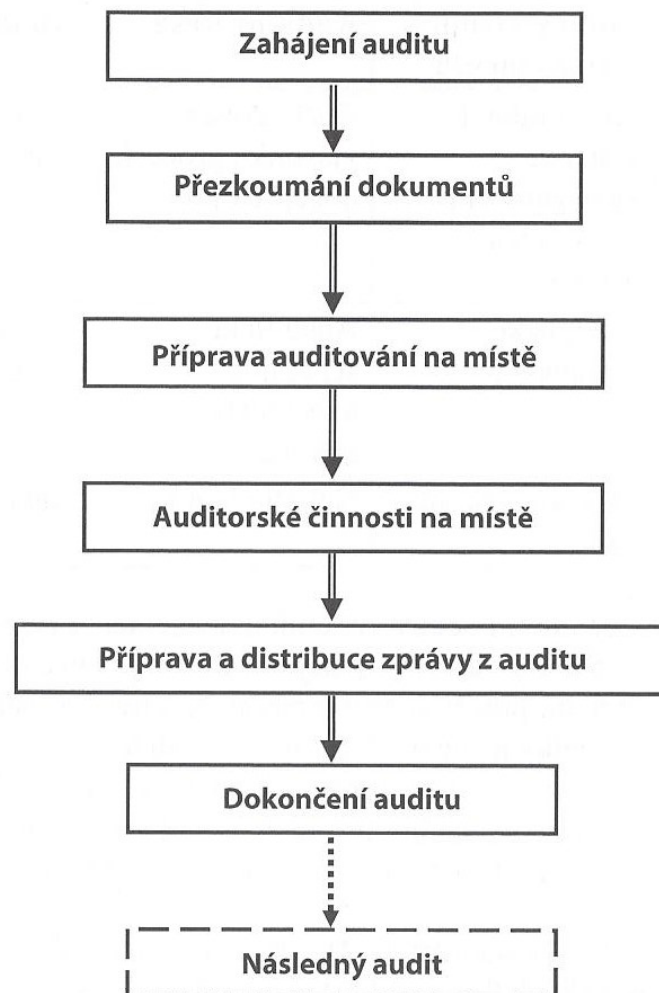 Zahájení auditu
Přezkoumání dokumentů
Příprava auditování na místě
Auditorské činnosti na místě
Příprava a distribuce zprávy z auditu
Dokončení auditu
Následný audit